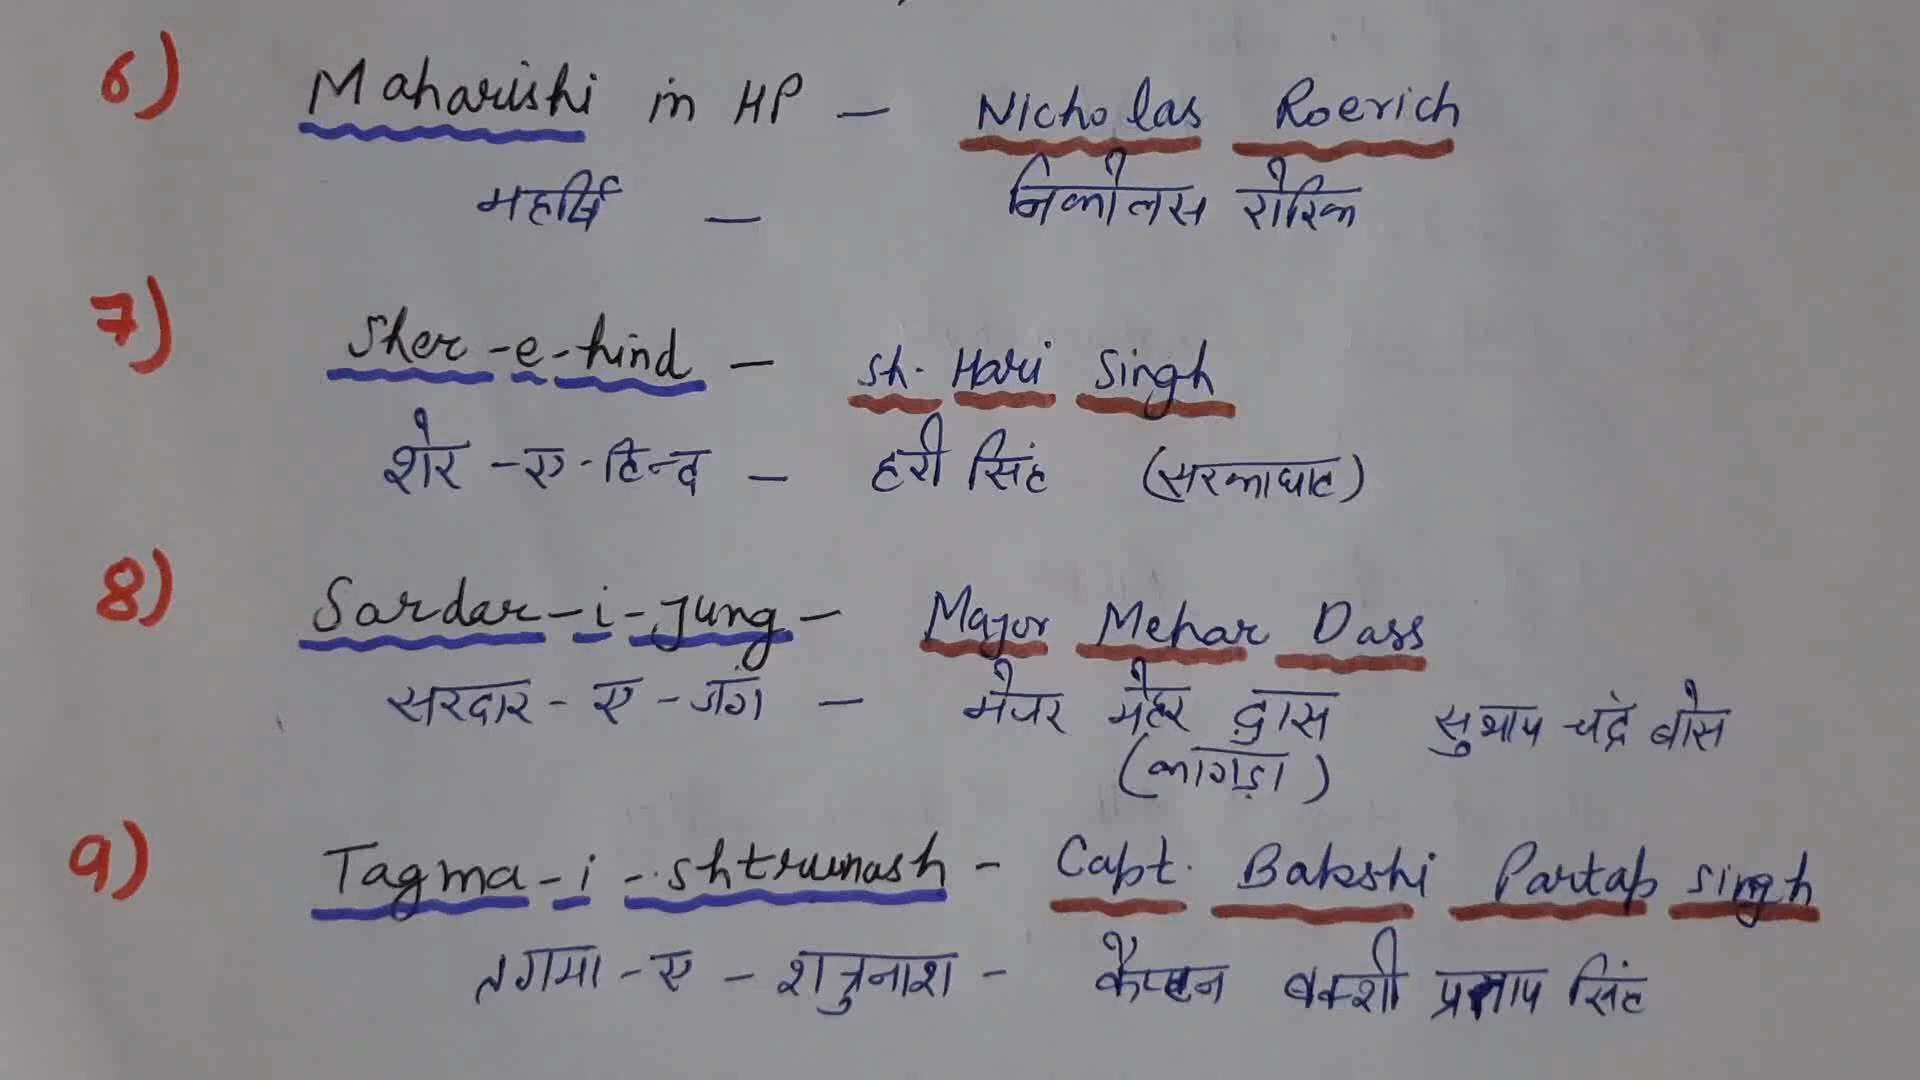 6) Maharishi in HP - Nicholas Roerich
महर्षि - निकोलस रोरिक
7) Sher-e-hind - Sh. Hari Singh
शेर-ए-हिन्द - हरी सिंह (सरकाघाट)
8) Sardar-i-Jung - Major Mehar Dass
सरदार-ए-जंग - मेजर मेहर दास सुभाष चंद्र बोस
(कांगड़ा)
9) Tagma-i-shtrunash - Capt. Bakshi Partap Singh
तगमा-ए-शत्रुनाश - कैप्टन बक्शी प्रताप सिंह